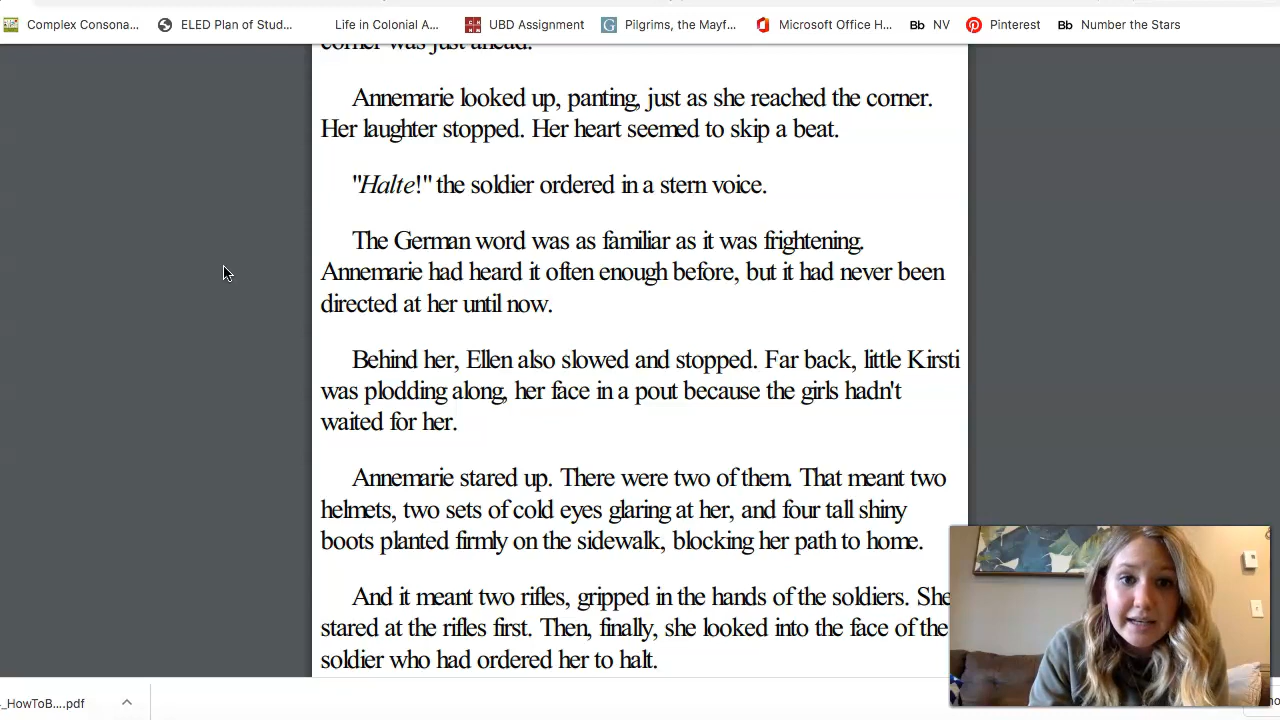 Complex Consona... ELED Plan of Stud... Life in Colonial A... UBD Assignment Pilgrims, the Mayf... Microsoft Office H... Bb NV Pinterest Bb Number the Stars
corner was just ahead.
Annemarie looked up, panting, just as she reached the corner.
Her laughter stopped. Her heart seemed to skip a beat.
"Halte!" the soldier ordered in a stern voice.
The German word was as familiar as it was frightening.
Annemarie had heard it often enough before, but it had never been
directed at her until now.
Behind her, Ellen also slowed and stopped. Far back, little Kirsti
was plodding along, her face in a pout because the girls hadn't
waited for her.
Annemarie stared up. There were two of them. That meant two
helmets, two sets of cold eyes glaring at her, and four tall shiny
boots planted firmly on the sidewalk, blocking her path to home.
And it meant two rifles, gripped in the hands of the soldiers. She
stared at the rifles first. Then, finally, she looked into the face of the
soldier who had ordered her to halt.
_HowToB....pdf